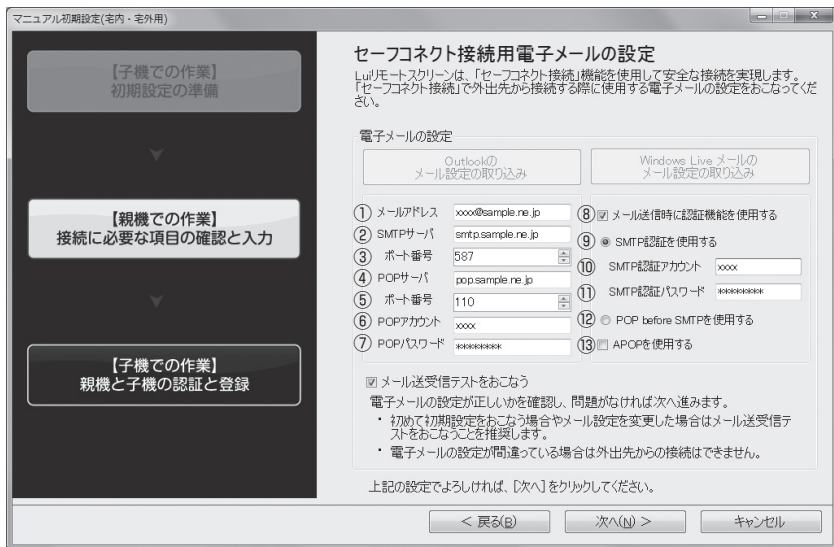 マニュアル初期設定(宅内・宅外用)
【子機での作業】
初期設定の準備
【親機での作業】
接続に必要な項目の確認と入力
【子機での作業】
親機と子機の認証と登録
セーフコネクト接続用電子メールの設定
Luiリモートスクリーンは、「セーフコネクト接続」機能を使用して安全な接続を実現します。
「セーフコネクト接続」で外出先から接続する際に使用する電子メールの設定をおこなってくだ
さい。
電子メールの設定
Outlookの
メール設定の取り込み
Windows Live メールの
メール設定の取り込み
① メールアドレス xxxx@sample.ne.jp
② SMTPサーバ smtp.sample.ne.jp
③ ポート番号 587
④ POPサーバ pop.sample.ne.jp
⑤ ポート番号 110
⑥ POPアカウント xxxx
⑦ POPパスワード ********
⑧ メール送信時に認証機能を使用する
⑨ SMTP認証を使用する
⑩ SMTP認証アカウント xxxx
⑪ SMTP認証パスワード **********
⑫ POP before SMTPを使用する
⑬ APOPを使用する
メール送受信テストをおこなう
電子メールの設定が正しいかを確認し、問題がなければ次へ進みます。
・ 初めて初期設定をおこなう場合やメール設定を変更した場合はメール送受信テ
ストをおこなうことを推奨します。
・ 電子メールの設定が間違っている場合は外出先からの接続はできません。
上記の設定でよろしければ、[次へ]をクリックしてください。
< 戻る(B)
次へ(N) >
キャンセル